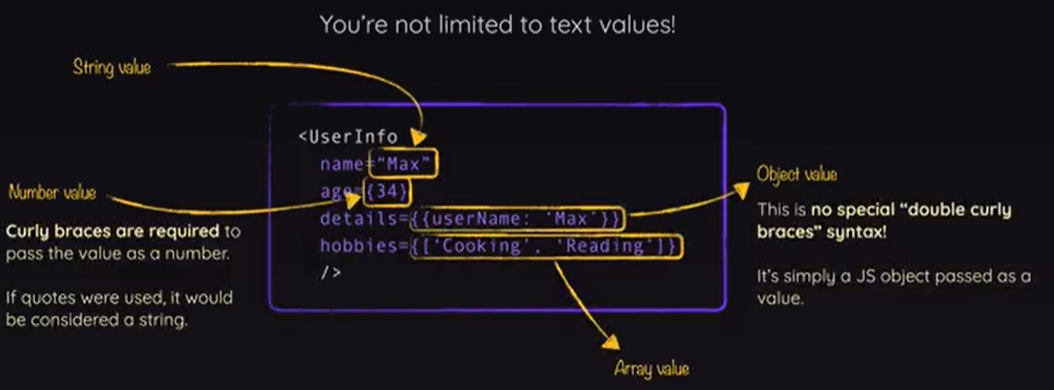 You're not limited to text values!
String value
<UserInfo
name="Max"
age={34}
details={{userName: 'Max'}}
hobbies={['Cooking', 'Reading']}
/>
Number value
Curly braces are required to
pass the value as a number.
If quotes were used, it would
be considered a string.
Object value
This is no special “double curly
braces” syntax!
It's simply a JS object passed as a
value.
Array value